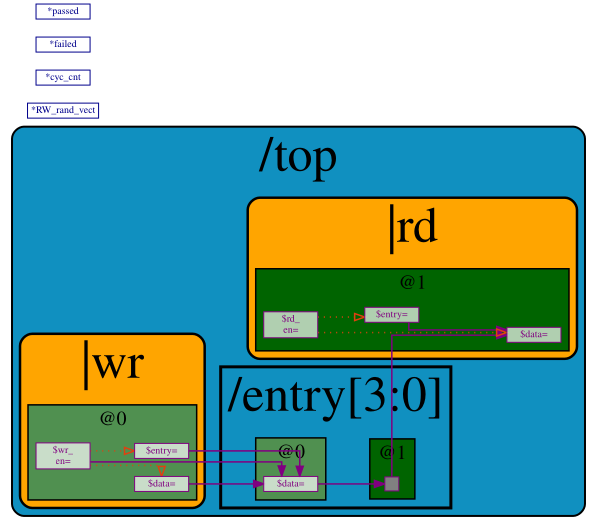 *passed
*failed
*cyc_cnt
*RW_rand_vect
/top
|rd
@1
$rd_
en=
$entry=
$data=
|wr
@0
$wr_
en=
$entry=
$data=
/entry[3:0]
@0
$data=
@1